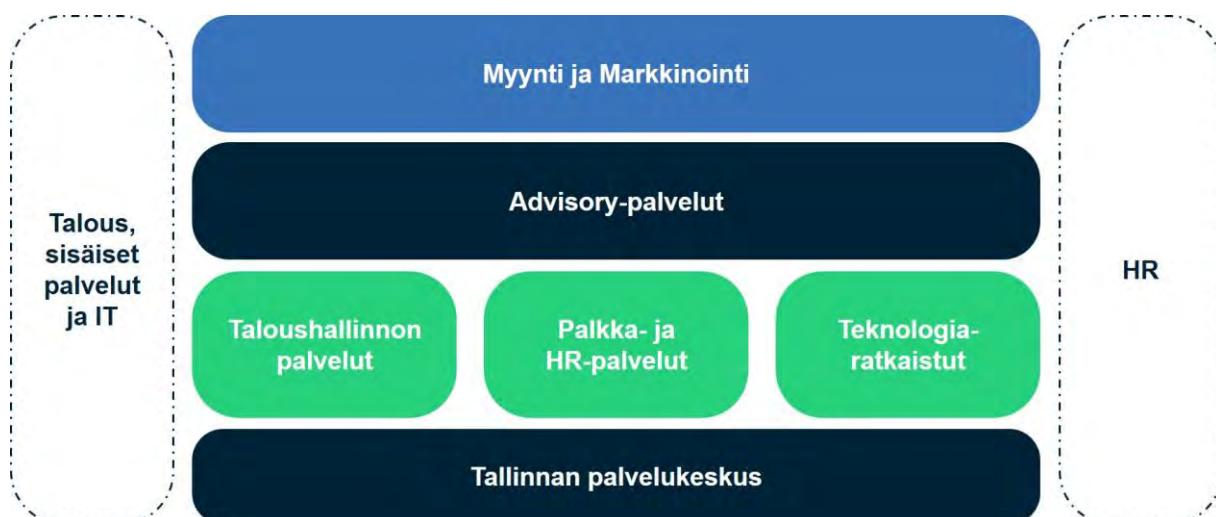 Myynti ja Markkinointi
Advisory-palvelut
Talous,
sisäiset
palvelut
ja IT
HR
Taloushallinnon
palvelut
Palkka- ja
HR-palvelut
Teknologia-
ratkaistut
Tallinnan palvelukeskus